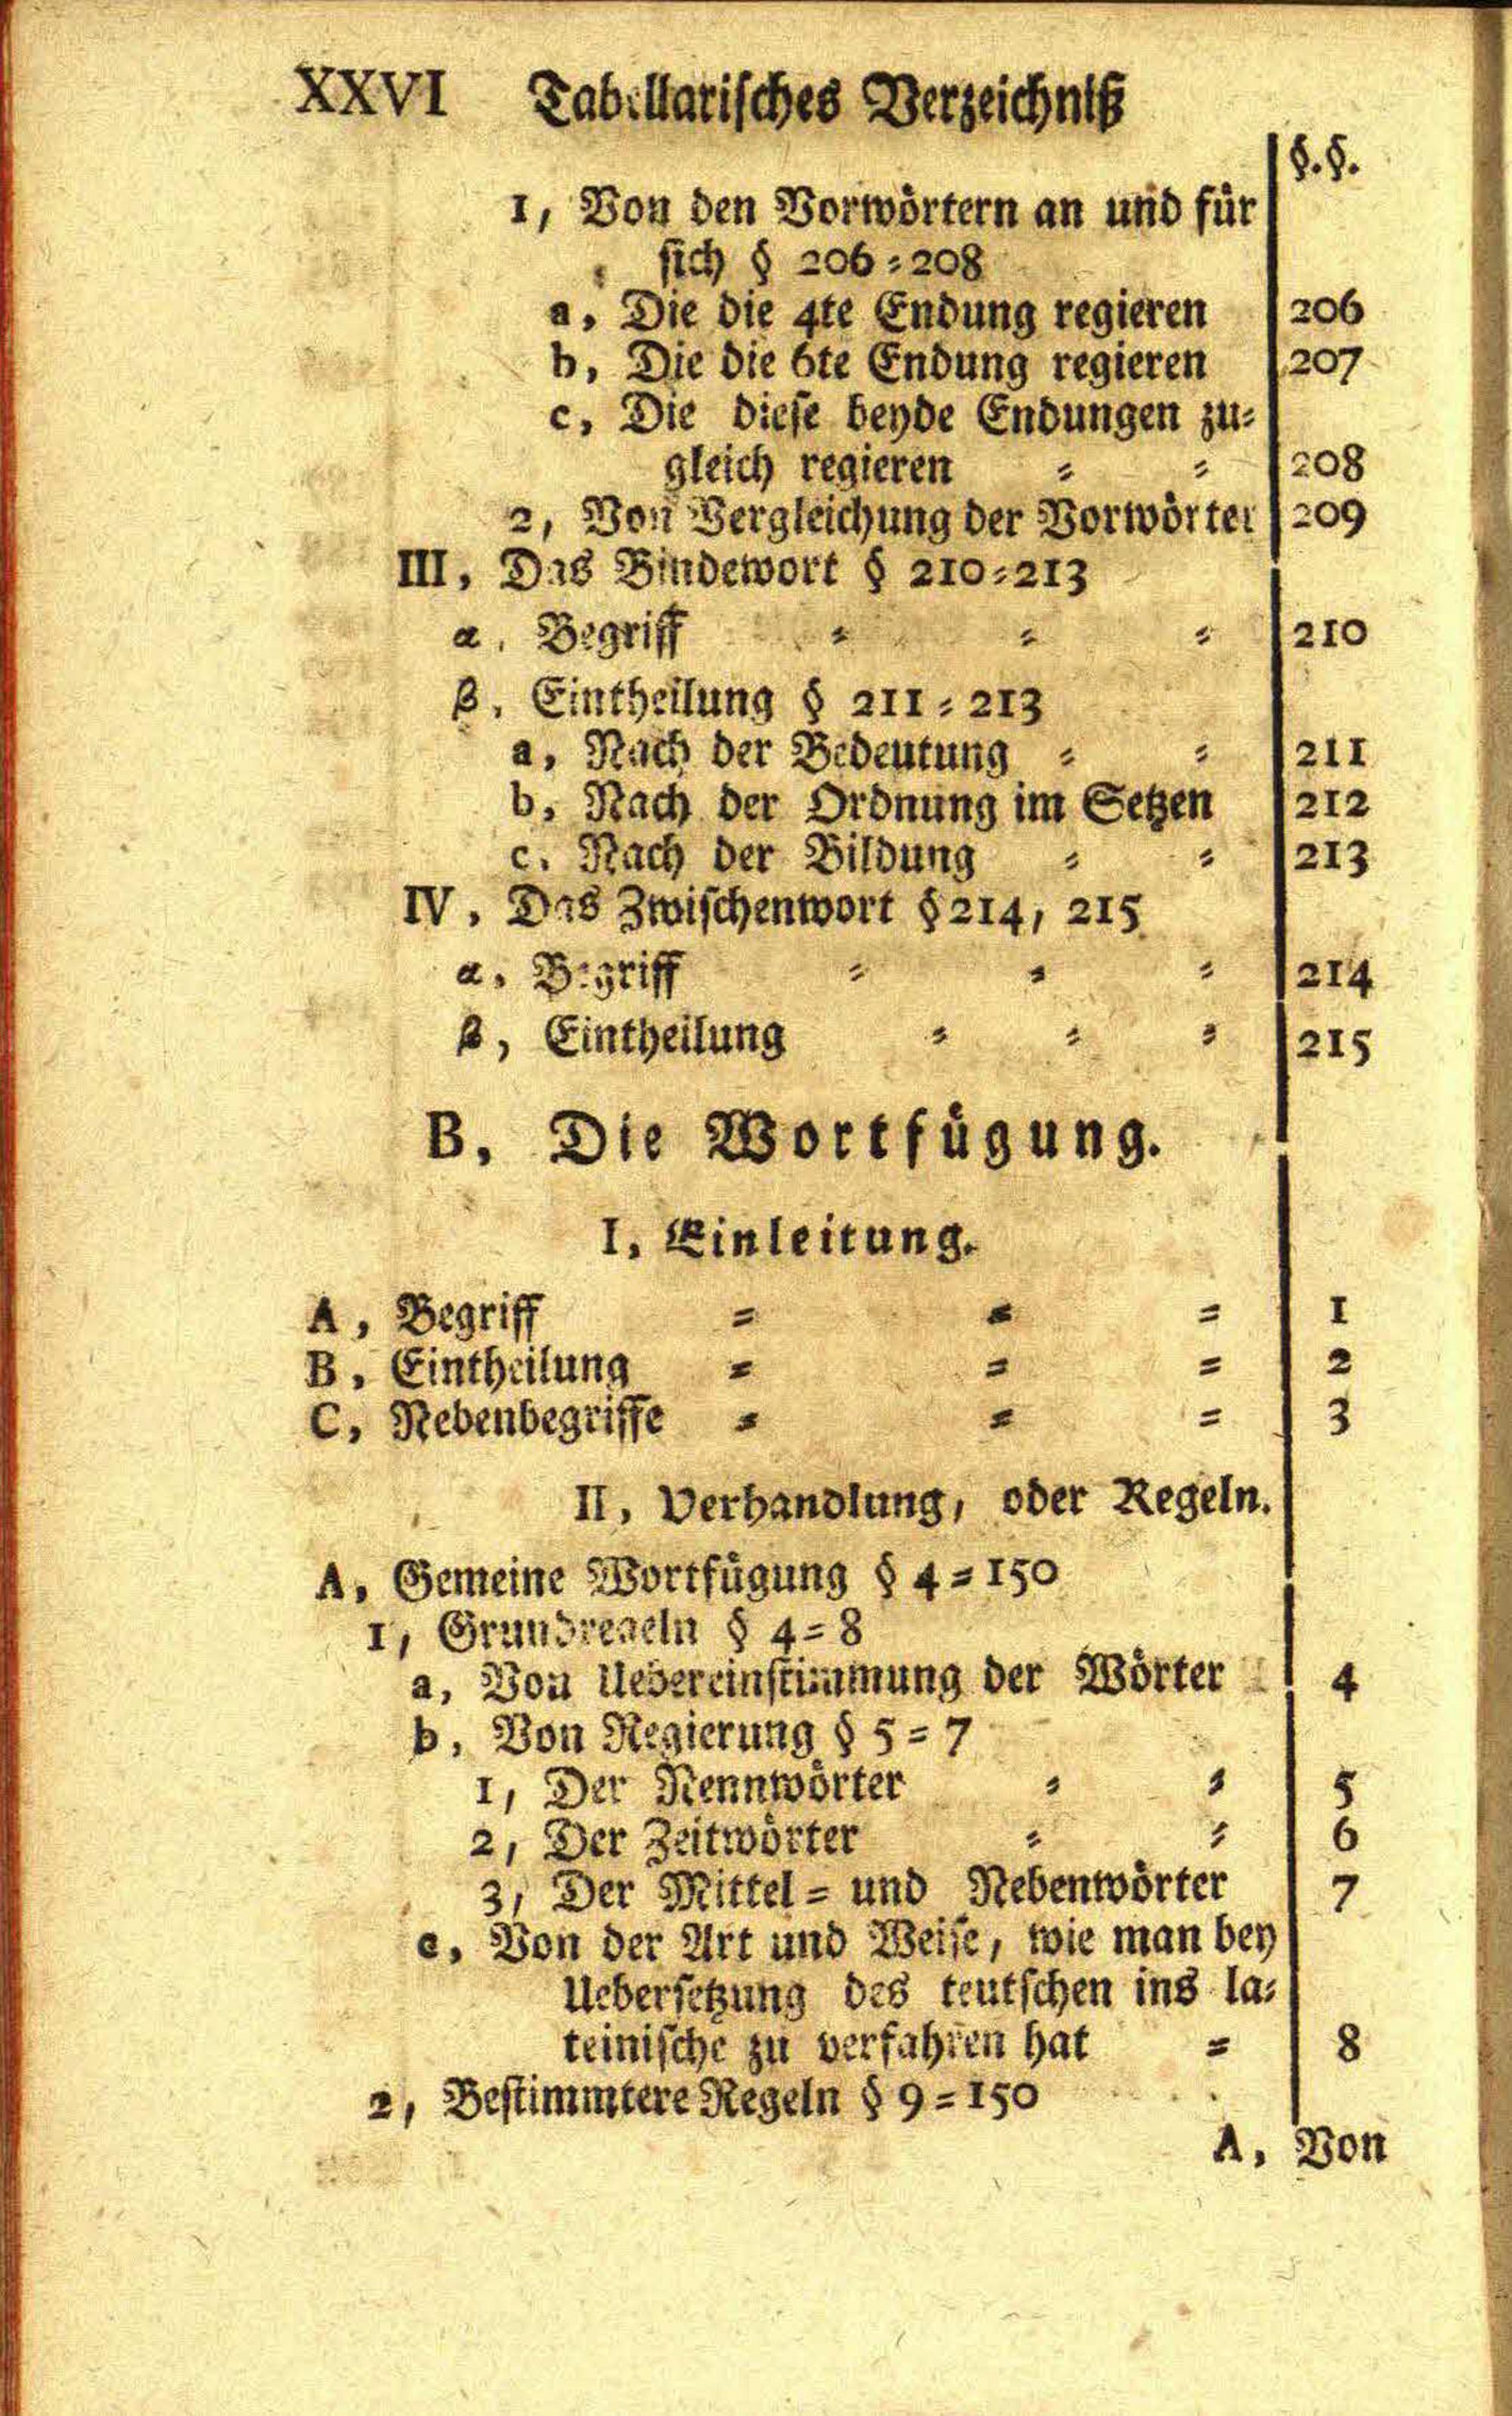 XXVI Tabellarisches Verzeichniß
§.§.
1, Von den Vorwörtern an und für
sich § 206 = 208
a, Die die 4te Endung regieren 206
b, Die die 6te Endung regieren 207
c, Die diese beyde Endungen zu=
gleich regieren = = 208
2, Von Vergleichung der Vorwörter 209
III, Das Bindewort § 210=213
α, Begriff = = = 210
β, Eintheilung § 211 = 213
a, Nach der Bedeutung = = 211
b, Nach der Ordnung im Setzen 212
c, Nach der Bildung = = 213
IV, Das Zwischenwort § 214, 215
α, Begriff = = = 214
β, Eintheilung = = = 215
B, Die Wortfügung.
I, Einleitung.
A, Begriff = = = 1
B, Eintheilung = = = 2
C, Nebenbegriffe = = = 3
II, Verhandlung, oder Regeln.
A, Gemeine Wortfügung § 4 = 150
1, Grundregeln § 4 = 8
a, Von Uebereinstimmung der Wörter 4
b, Von Regierung § 5 = 7
1, Der Nennwörter = = 5
2, Der Zeitwörter = = 6
3, Der Mittel = und Nebenwörter 7
c, Von der Art und Weise, wie man bey
Uebersetzung des teutschen ins la=
teinische zu verfahren hat = 8
2, Bestimmtere Regeln § 9 = 150
A, Von